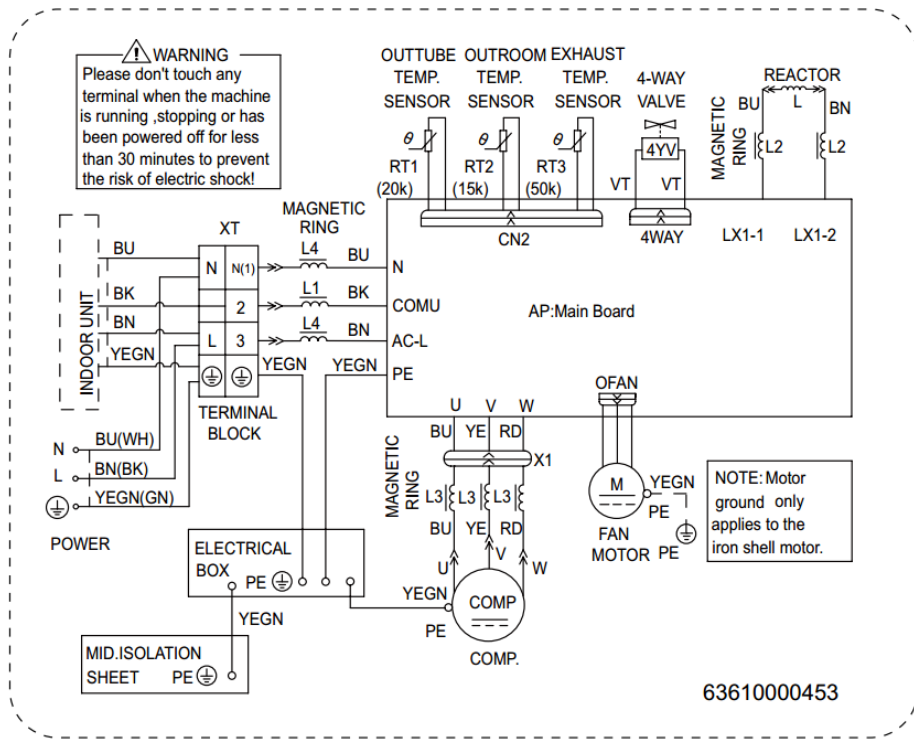 WARNING
Please don't touch any
terminal when the machine
is running ,stopping or has
been powered off for less
than 30 minutes to prevent
the risk of electric shock!
OUTTUBE OUTROOM EXHAUST
TEMP. TEMP. TEMP.
SENSOR SENSOR SENSOR
θ θ θ
RT1 RT2 RT3
(20k) (15k) (50k)
CN2
4-WAY
VALVE
4YV
VT VT
4WAY
REACTOR
BU L BN
MAGNETIC
RING
L2 L2
LX1-1 LX1-2
INDOOR UNIT
BU
BK
BN
YEGN
XT
N N(1)
2
L 3
TERMINAL
BLOCK
MAGNETIC
RING
L4 BU N
L1 BK COMU
L4 BN AC-L
YEGN YEGN PE
AP:Main Board
N BU(WH)
L BN(BK)
YEGN(GN)
POWER
U V W
BU YE RD
X1
MAGNETIC
RING
L3 L3 L3
BU YE RD
U V W
YEGN
PE
COMP
COMP.
OFAN
M
FAN
MOTOR
YEGN
PE
PE
NOTE: Motor
ground only
applies to the
iron shell motor.
ELECTRICAL
BOX PE
YEGN
MID.ISOLATION
SHEET PE
63610000453